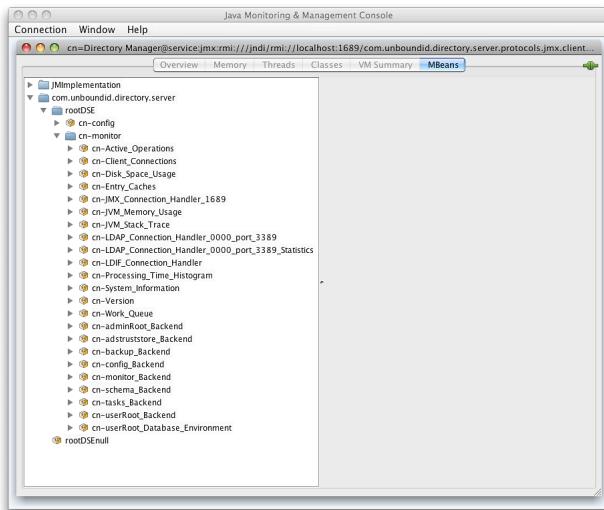 Java Monitoring & Management Console
Connection Window Help
cn=Directory Manager@service:jmx:rmi:///jndi/rmi://localhost:1689/com.unboundid.directory.server.protocols.jmx.client...
Overview Memory Threads Classes VM Summary MBeans
JMImplementation
com.unboundid.directory.server
rootDSE
cn-config
cn-monitor
cn-Active_Operations
cn-Client_Connections
cn-Disk_Space_Usage
cn-Entry_Caches
cn-JMX_Connection_Handler_1689
cn-JVM_Memory_Usage
cn-JVM_Stack_Trace
cn-LDAP_Connection_Handler_0000_port_3389
cn-LDAP_Connection_Handler_0000_port_3389_Statistics
cn-LDIF_Connection_Handler
cn-Processing_Time_Histogram
cn-System_Information
cn-Version
cn-Work_Queue
cn-adminRoot_Backend
cn-adstruststore_Backend
cn-backup_Backend
cn-config_Backend
cn-monitor_Backend
cn-schema_Backend
cn-tasks_Backend
cn-userRoot_Backend
cn-userRoot_Database_Environment
rootDSEnull